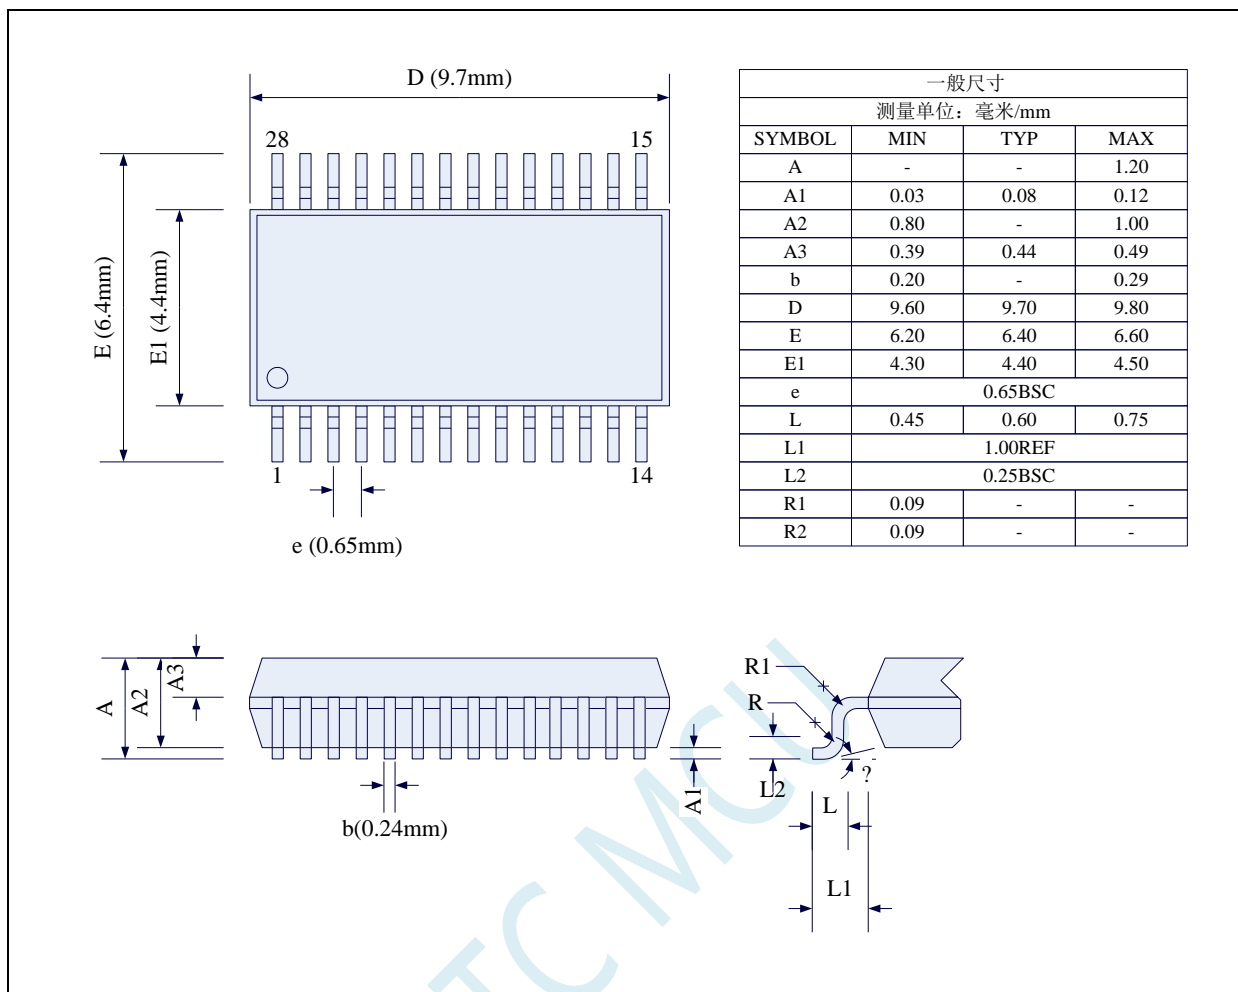 D (9.7mm)
28
15
E (6.4mm)
E1 (4.4mm)
1
14
e (0.65mm)
一般尺寸
测量单位：毫米/mm
SYMBOL MIN TYP MAX
A - - 1.20
A1 0.03 0.08 0.12
A2 0.80 - 1.00
A3 0.39 0.44 0.49
b 0.20 - 0.29
D 9.60 9.70 9.80
E 6.20 6.40 6.60
E1 4.30 4.40 4.50
e 0.65BSC
L 0.45 0.60 0.75
L1 1.00REF
L2 0.25BSC
R1 0.09 - -
R2 0.09 - -
A
A2
A3
A1
b(0.24mm)
R1
R
L2
?
L
L1
TC MCU